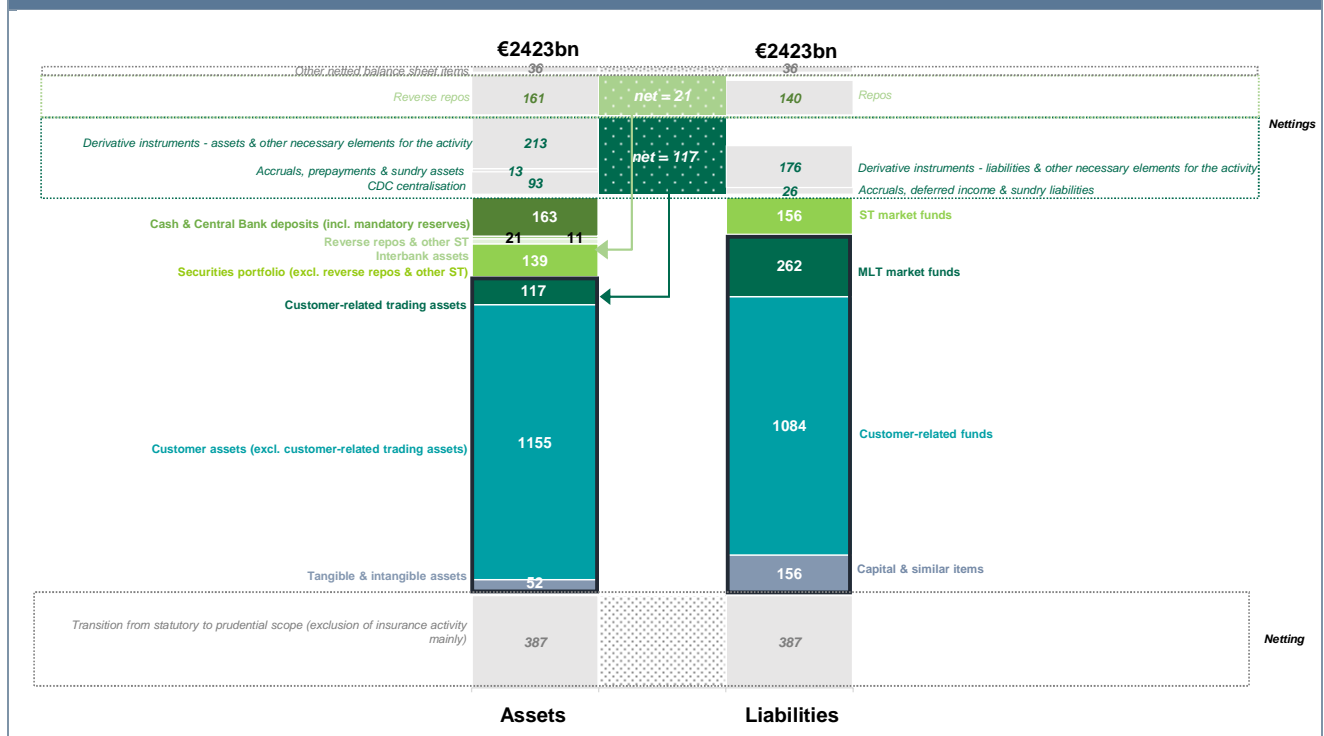 €2423bn €2423bn
Other netted balance sheet items 36 36
Reverse repos 161 net = 21 140 Repos
Nettings
Derivative instruments - assets & other necessary elements for the activity 213
net = 117
176 Derivative instruments - liabilities & other necessary elements for the activity
Accruals, prepayments & sundry assets 13
CDC centralisation 93
26 Accruals, deferred income & sundry liabilities
Cash & Central Bank deposits (incl. mandatory reserves) 163 156 ST market funds
Reverse repos & other ST 21 11
Interbank assets
Securities portfolio (excl. reverse repos & other ST) 139 262 MLT market funds
Customer-related trading assets 117
Customer assets (excl. customer-related trading assets) 1155 1084 Customer-related funds
Tangible & intangible assets 52 156 Capital & similar items
Transition from statutory to prudential scope (exclusion of insurance activity
mainly) 387 387 Netting
Assets Liabilities